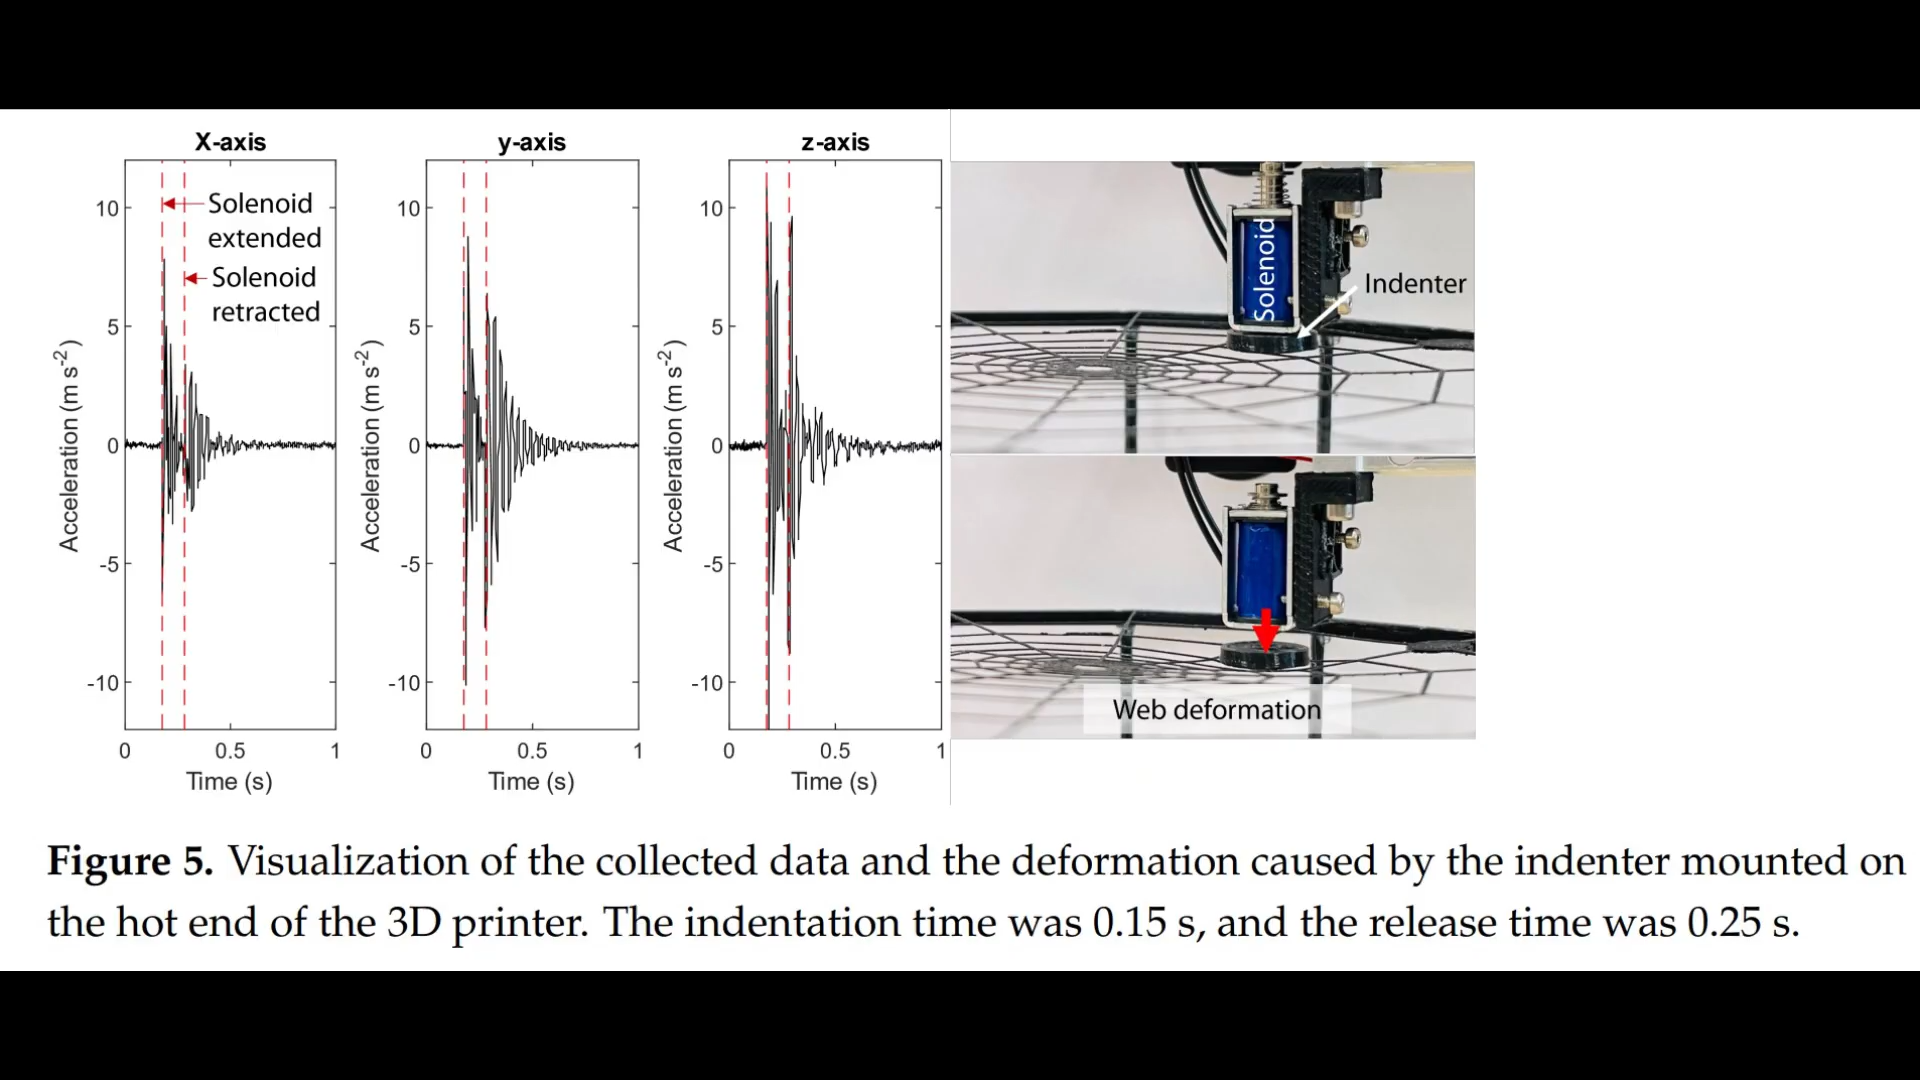 X-axis
y-axis
z-axis
Solenoid
extended
Solenoid
retracted
10
5
0
-5
-10
Acceleration (m s-2)
0
0.5
1
Time (s)
10
5
0
-5
-10
Acceleration (m s-2)
0
0.5
1
Time (s)
10
5
0
-5
-10
Acceleration (m s-2)
0
0.5
1
Time (s)
Solenoid
Indenter
Web deformation
Figure 5. Visualization of the collected data and the deformation caused by the indenter mounted on
the hot end of the 3D printer. The indentation time was 0.15 s, and the release time was 0.25 s.